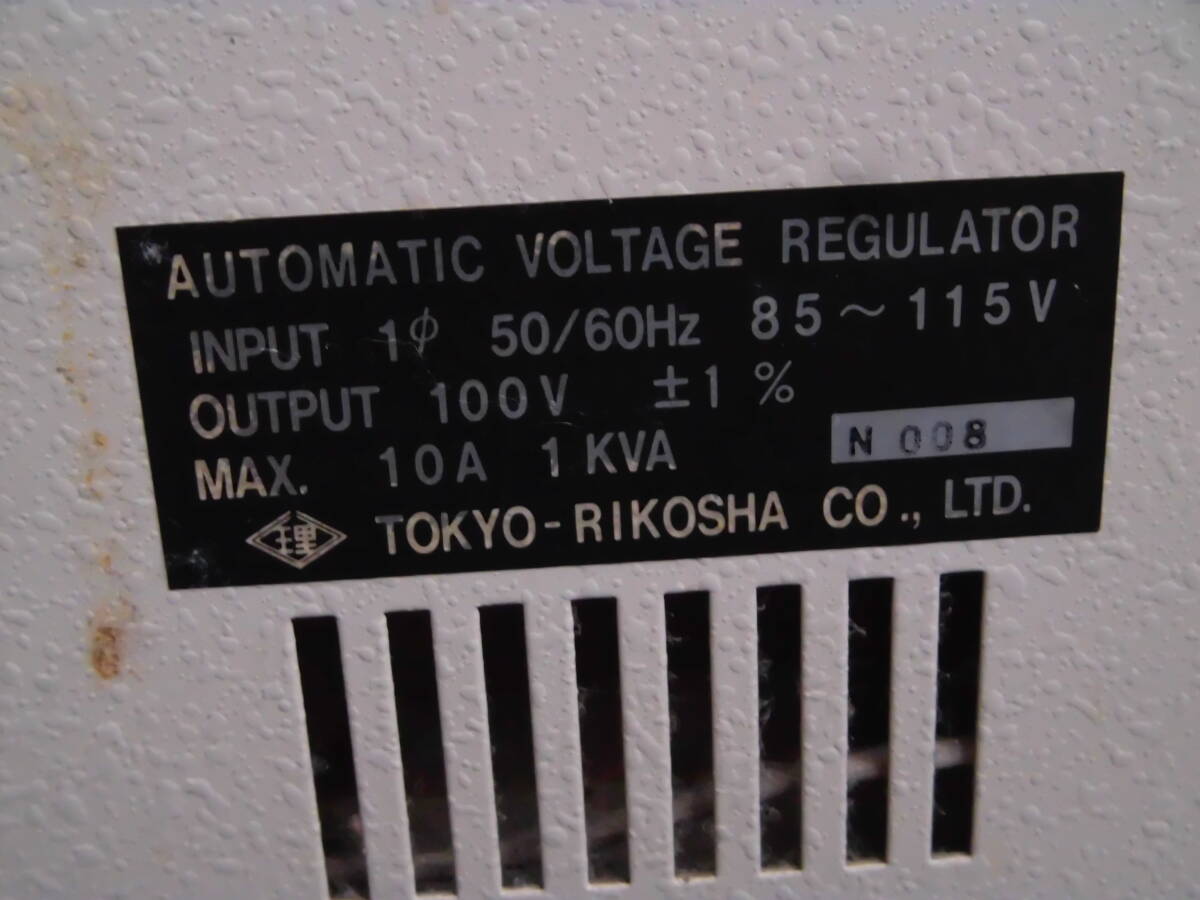 AUTOMATIC VOLTAGE REGULATOR
INPUT 1φ 50/60Hz 85～115V
OUTPUT 100V ±1%
MAX. 10A 1KVA
N 008
TOKYO-RIKOSHA CO., LTD.